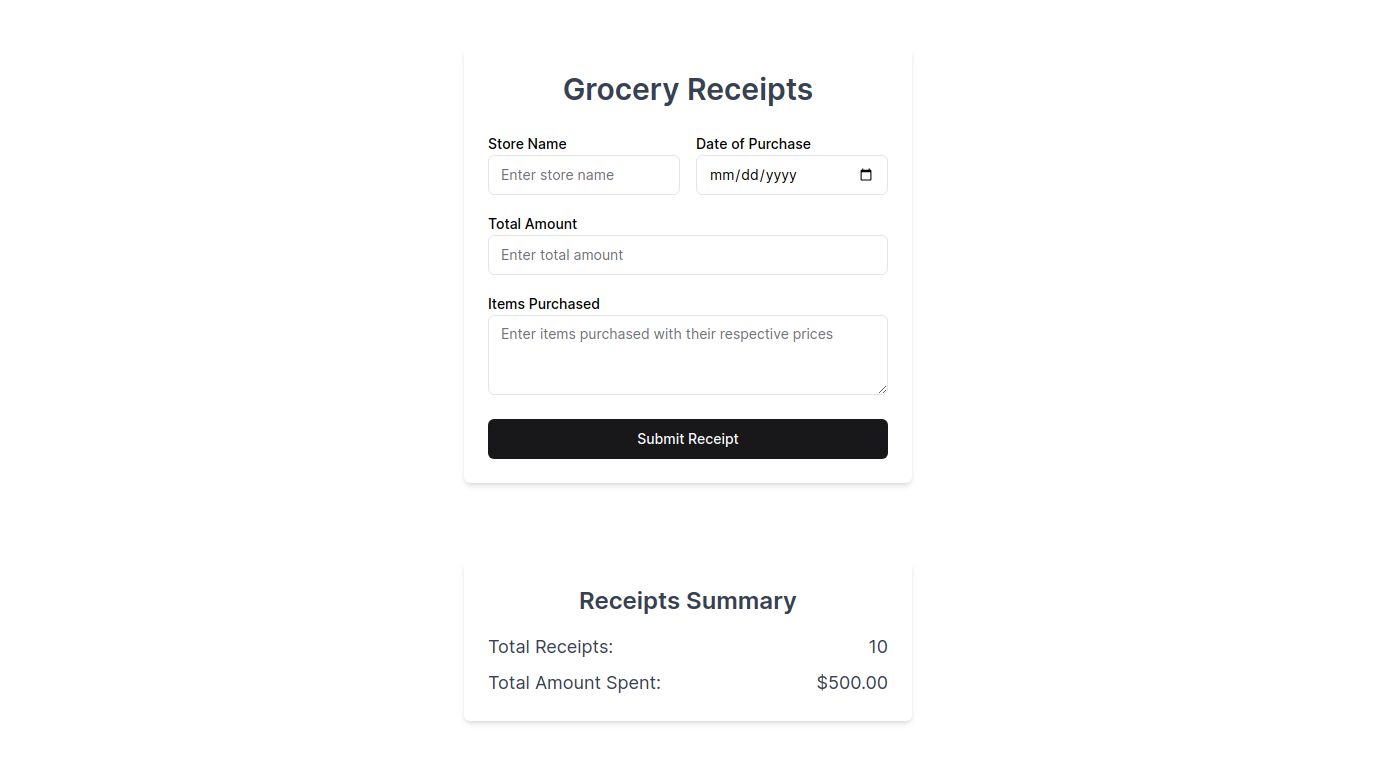 Grocery Receipts
Store Name
Date of Purchase
Enter store name
mm/dd/yyyy
Total Amount
Enter total amount
Items Purchased
Enter items purchased with their respective prices
Submit Receipt
Receipts Summary
Total Receipts: 10
Total Amount Spent: $500.00